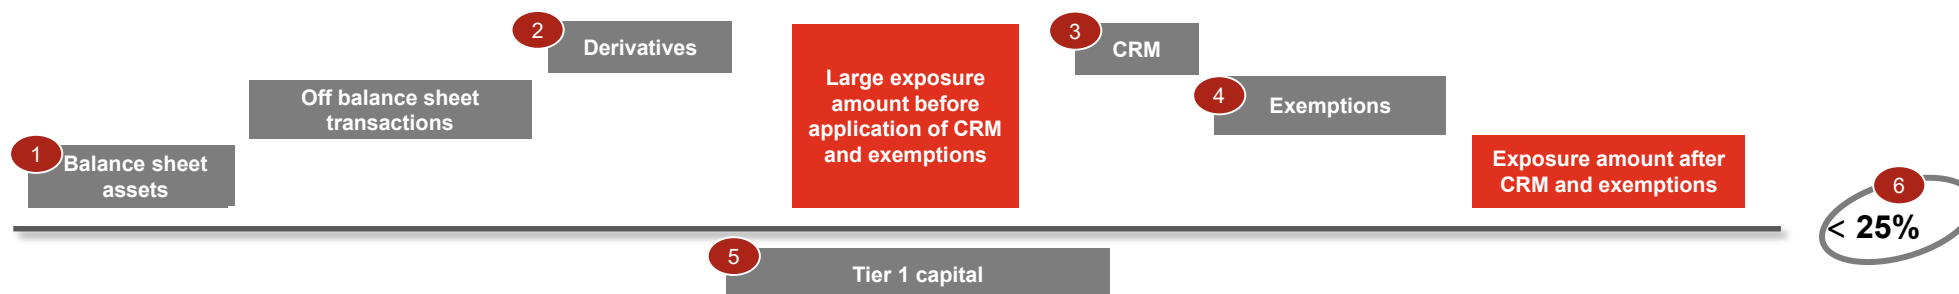 1
Balance sheet
assets
Off balance sheet
transactions
2
Derivatives
Large exposure
amount before
application of CRM
and exemptions
3
CRM
4
Exemptions
Exposure amount after
CRM and exemptions
5
Tier 1 capital
6
< 25%